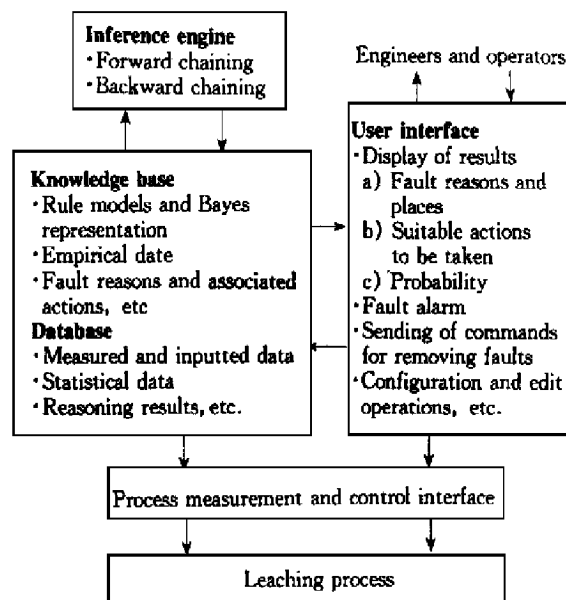 Inference engine
·Forward chaining
·Backward chaining
Engineers and operators
Knowledge base
·Rule models and Bayes
representation
·Empirical date
·Fault reasons and associated
actions, etc
Database
·Measured and inputted data
·Statistical data
·Reasoning results, etc.
User interface
·Display of results
a) Fault reasons and
places
b) Suitable actions
to be taken
c) Probability
·Fault alarm
·Sending of commands
for removing faults
·Configuration and edit
operations, etc.
Process measurement and control interface
Leaching process